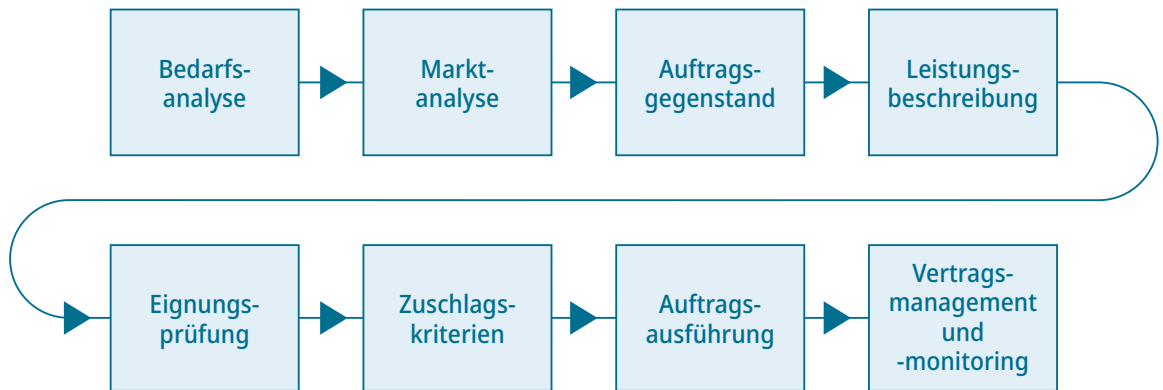 Bedarfs-
analyse
Markt-
analyse
Auftrags-
gegenstand
Leistungs-
beschreibung
Eignungs-
prüfung
Zuschlags-
kriterien
Auftrags-
ausführung
Vertrags-
management
und
-monitoring